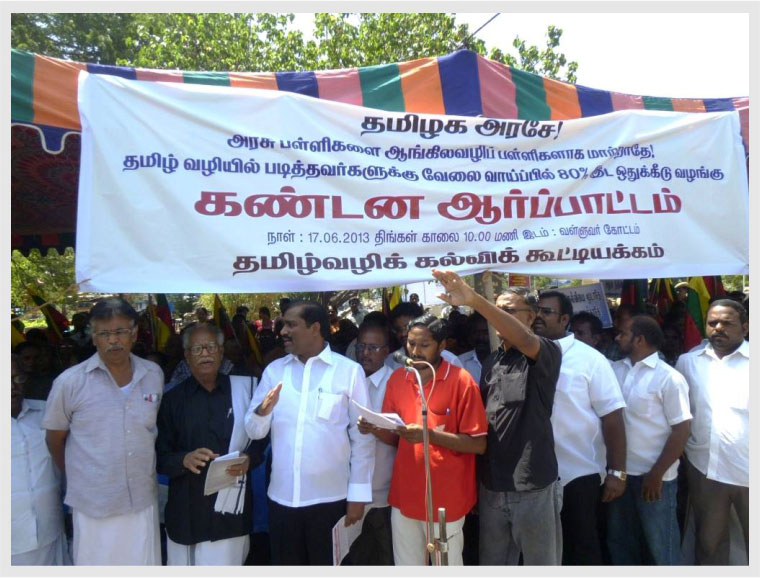 தமிழக அரசே!
அரசு பள்ளிகளை ஆங்கிலவழிப் பள்ளிகளாக மாற்றாதே!
தமிழ் வழியில் படித்தவர்களுக்கு வேலை வாய்ப்பில் 80% இட ஒதுக்கீடு வழங்கு
கண்டன ஆர்ப்பாட்டம்
நாள் : 17.06.2013 திங்கள் காலை 10.00 மணி இடம் : வள்ளுவர் கோட்டம்
தமிழ்வழிக் கல்விக் கூட்டியக்கம்